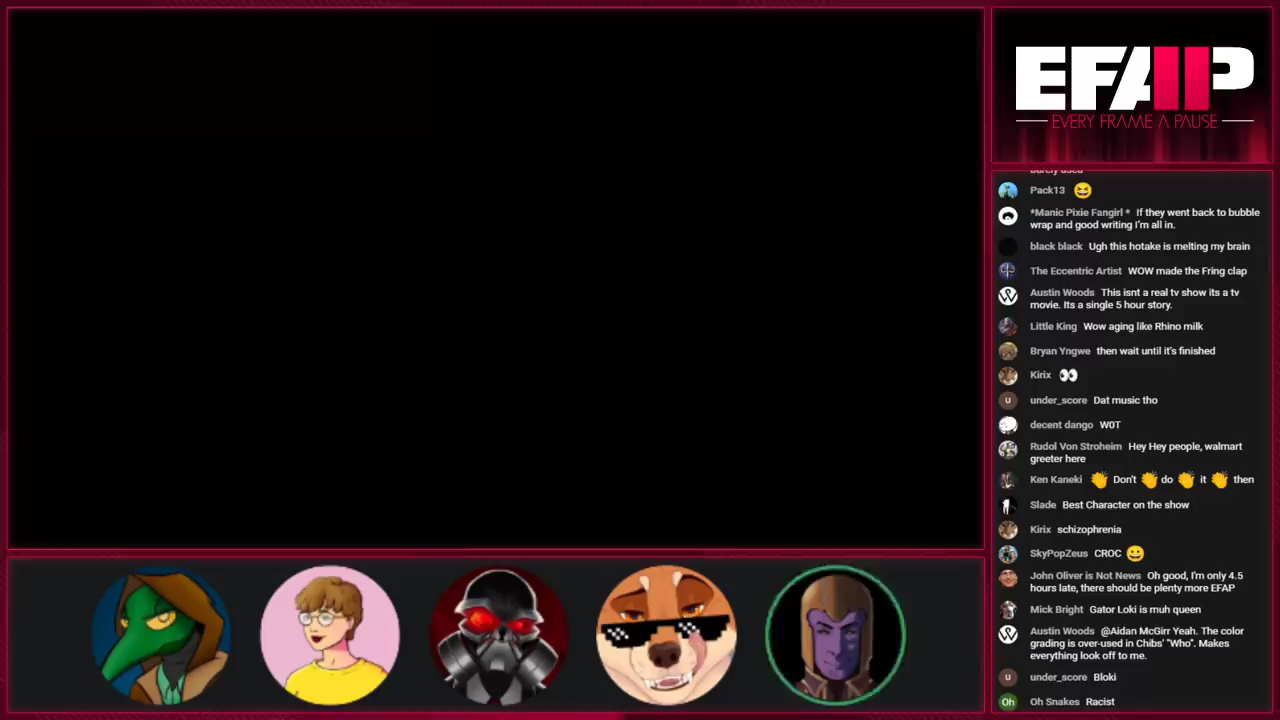 EFAP
EVERY FRAME A PAUSE
barely used
Pack13 😆
*Manic Pixie Fangirl * If they went back to bubble
wrap and good writing I'm all in.
black black Ugh this hotake is melting my brain
The Eccentric Artist WOW made the Fring clap
Austin Woods This isnt a real tv show its a tv
movie. Its a single 5 hour story.
Little King Wow aging like Rhino milk
Bryan Yngwe then wait until it's finished
Kirix 👀
under_score Dat music tho
decent dango W0T
Rudol Von Stroheim Hey Hey people, walmart
greeter here
Ken Kaneki 👏 Don't 👏 do 👏 it 👏 then
Slade Best Character on the show
Kirix schizophrenia
SkyPopZeus CROC 😀
John Oliver is Not News Oh good, I'm only 4.5
hours late, there should be plenty more EFAP
Mick Bright Gator Loki is muh queen
Austin Woods @Aidan McGirr Yeah. The color
grading is over-used in Chibs' "Who". Makes
everything look off to me.
u under_score Bloki
Oh Oh Snakes Racist